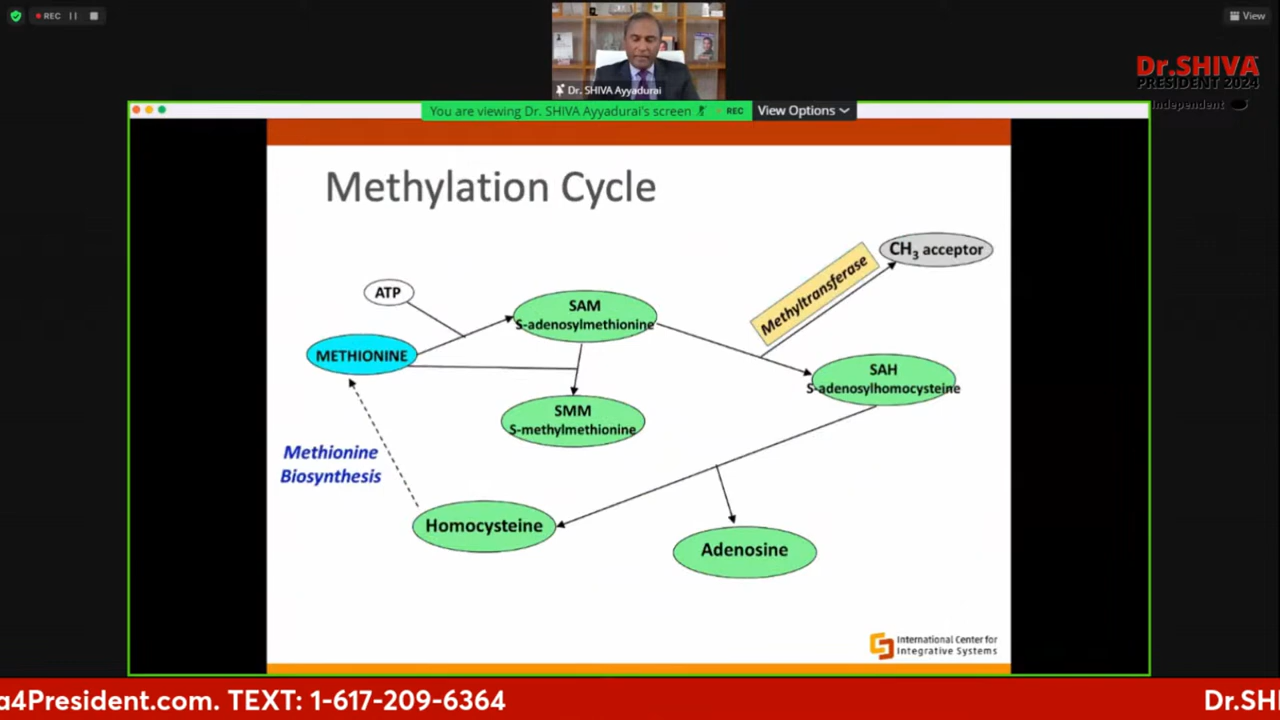 REC
View
Dr.SHIVA
PRESIDENT 2024
Independent
Dr. SHIVA Ayyadurai
You are viewing Dr. SHIVA Ayyadurai's screen
REC
View Options
Methylation Cycle
CH3 acceptor
Methyltransferase
ATP
SAM
S-adenosylmethionine
METHIONINE
SAH
S-adenosylhomocysteine
SMM
S-methylmethionine
Methionine
Biosynthesis
Homocysteine
Adenosine
International Center for
Integrative Systems
a4President.com. TEXT: 1-617-209-6364
Dr.SHI